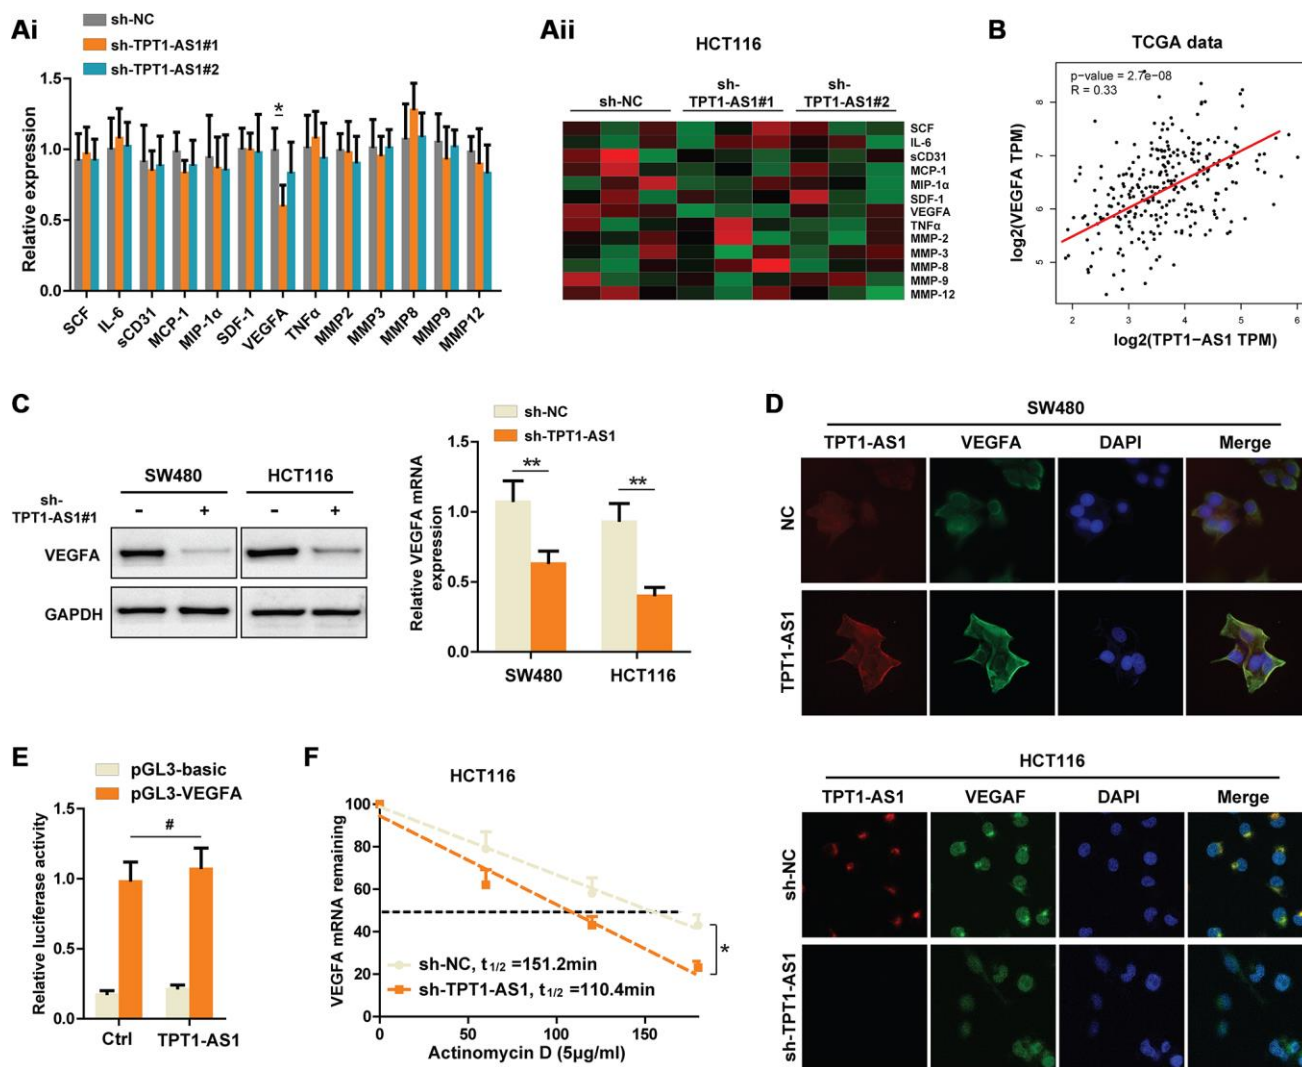 Ai
sh-NC
sh-TPT1-AS1#1
sh-TPT1-AS1#2
Relative expression
1.5
1.0
0.5
0.0
*
SCF
IL-6
sCD31
MCP-1
MIP-1α
SDF-1
VEGFA
TNFα
MMP2
MMP3
MMP8
MMP9
MMP12
Aii
HCT116
sh-NC
sh-
TPT1-AS1#1
sh-
TPT1-AS1#2
SCF
IL-6
sCD31
MCP-1
MIP-1α
SDF-1
VEGFA
TNFα
MMP-2
MMP-3
MMP-8
MMP-9
MMP-12
B
TCGA data
p-value = 2.7e-08
R = 0.33
log2(VEGFA TPM)
8
7
6
5
2 3 4 5 6
log2(TPT1-AS1 TPM)
C
SW480 HCT116
sh-
TPT1-AS1#1
- + - +
VEGFA
GAPDH
sh-NC
sh-TPT1-AS1
Relative VEGFA mRNA
expression
1.5
1.0
0.5
0.0
**
**
SW480 HCT116
D
SW480
TPT1-AS1 VEGFA DAPI Merge
NC
TPT1-AS1
HCT116
TPT1-AS1 VEGAF DAPI Merge
sh-NC
sh-TPT1-AS1
E
pGL3-basic
pGL3-VEGFA
Relative luciferase activity
1.5
1.0
0.5
0.0
#
Ctrl TPT1-AS1
F
HCT116
VEGFA mRNA remaining
100
80
60
40
20
*
sh-NC, t1/2 =151.2min
sh-TPT1-AS1, t1/2 =110.4min
0 50 100 150
Actinomycin D (5μg/ml)